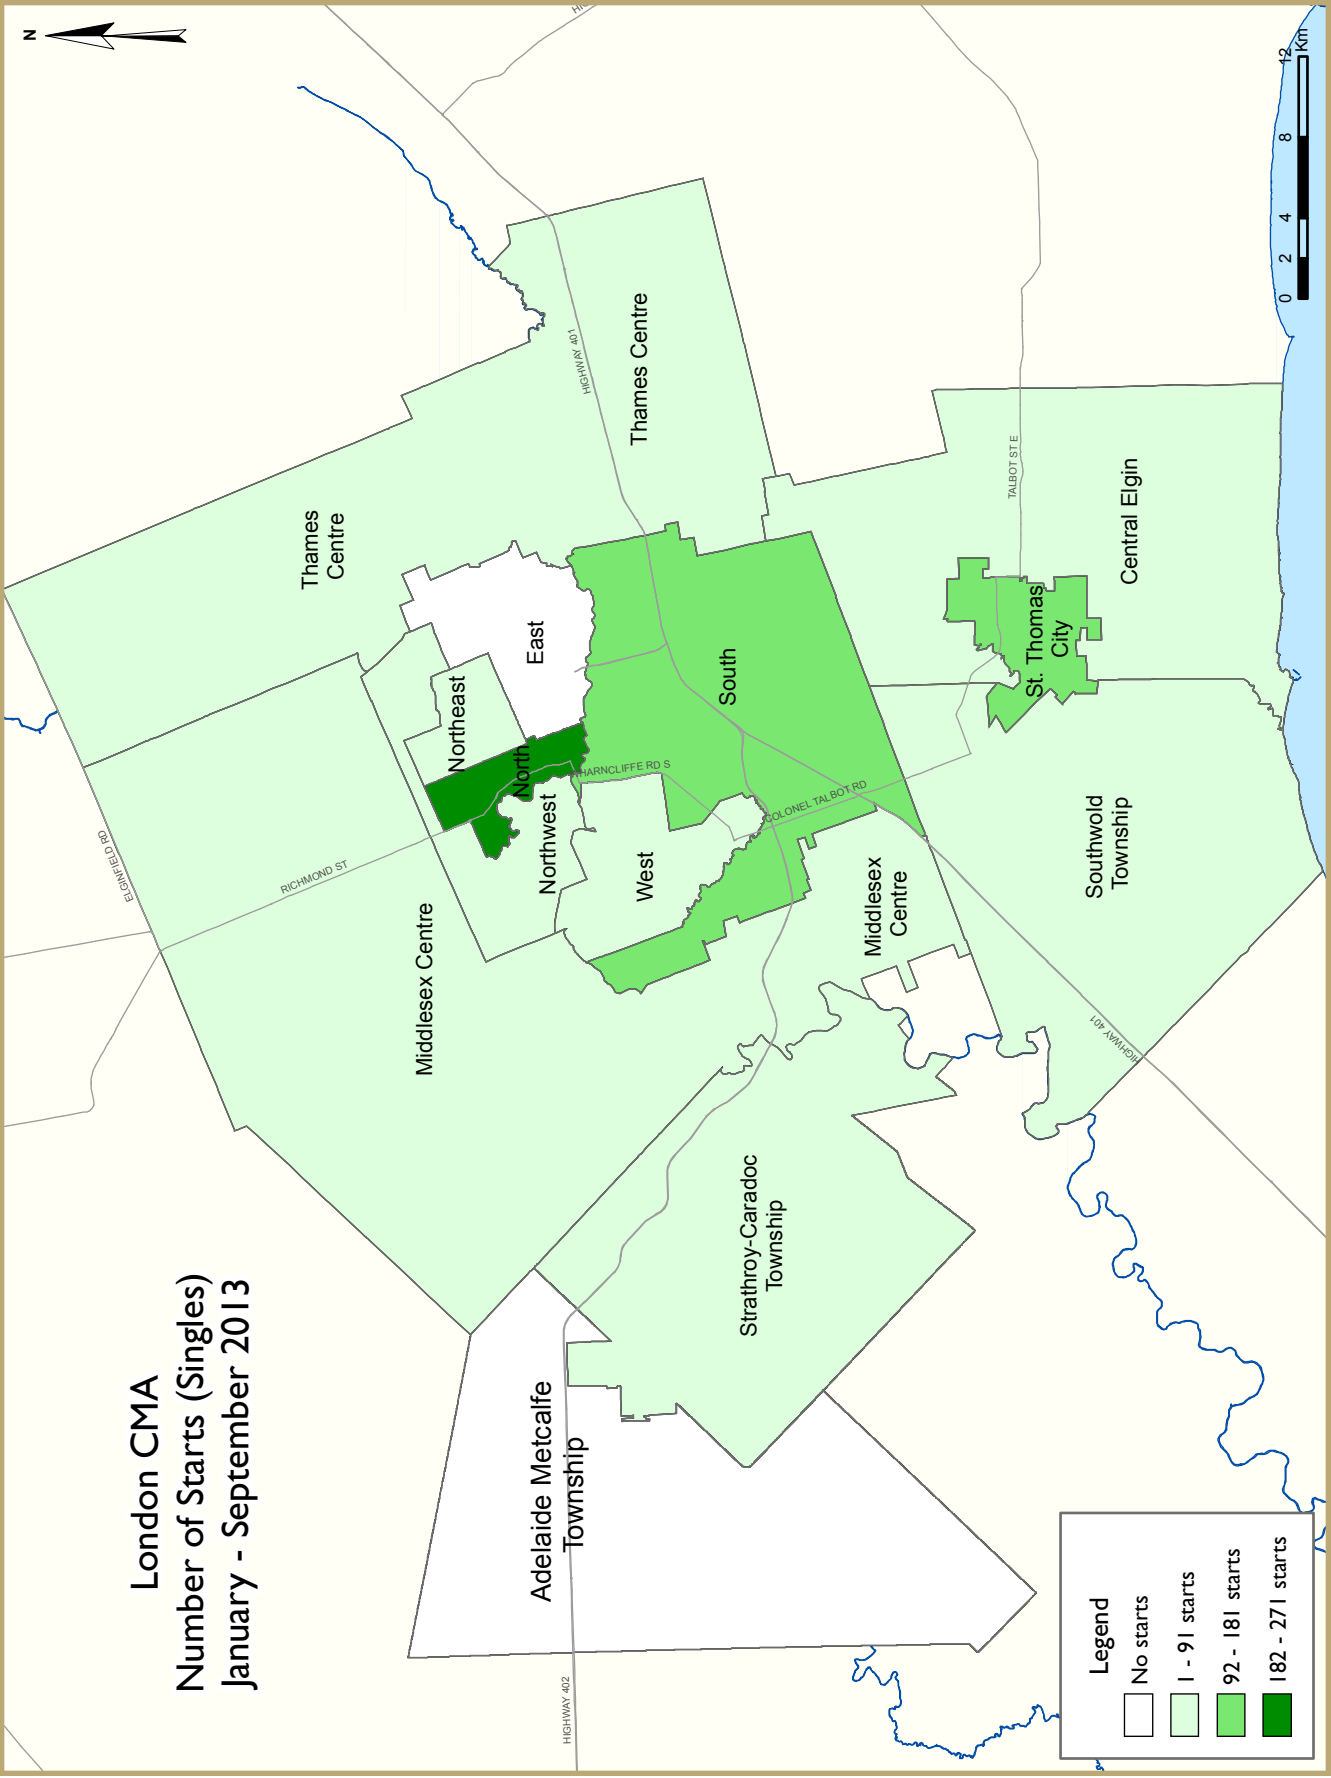 London CMA
Number of Starts (Singles)
January - September 2013
N
ELGINFIELD RD
RICHMOND ST
Thames
Centre
Middlesex Centre
Northeast
North
East
Northwest
West
WHARNCLIFFE RD S
HIGHWAY 401
Thames Centre
South
COLONEL TALBOT RD
Middlesex
Centre
Adelaide Metcalfe
Township
HIGHWAY 402
Strathroy-Caradoc
Township
TALBOT ST E
St. Thomas
City
Central Elgin
Southwold
Township
HIGHWAY 401
Legend
No starts
1 - 91 starts
92 - 181 starts
182 - 271 starts
0 2 4 8 12
Km